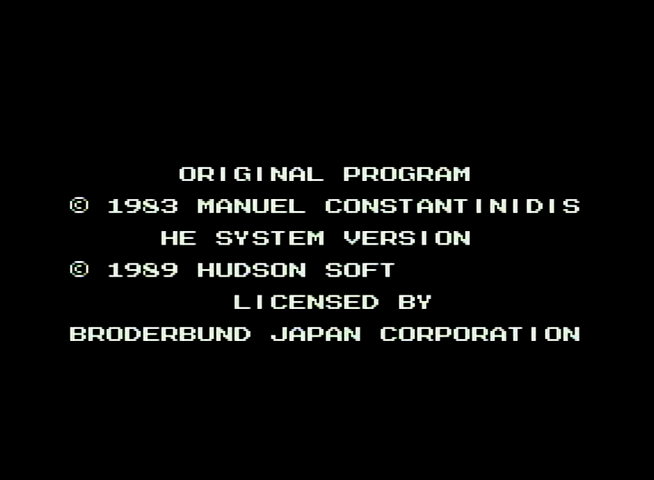 ORIGINAL PROGRAM
© 1983 MANUEL CONSTANTINIDIS
HE SYSTEM VERSION
© 1989 HUDSON SOFT
LICENSED BY
BRODERBUND JAPAN CORPORATION